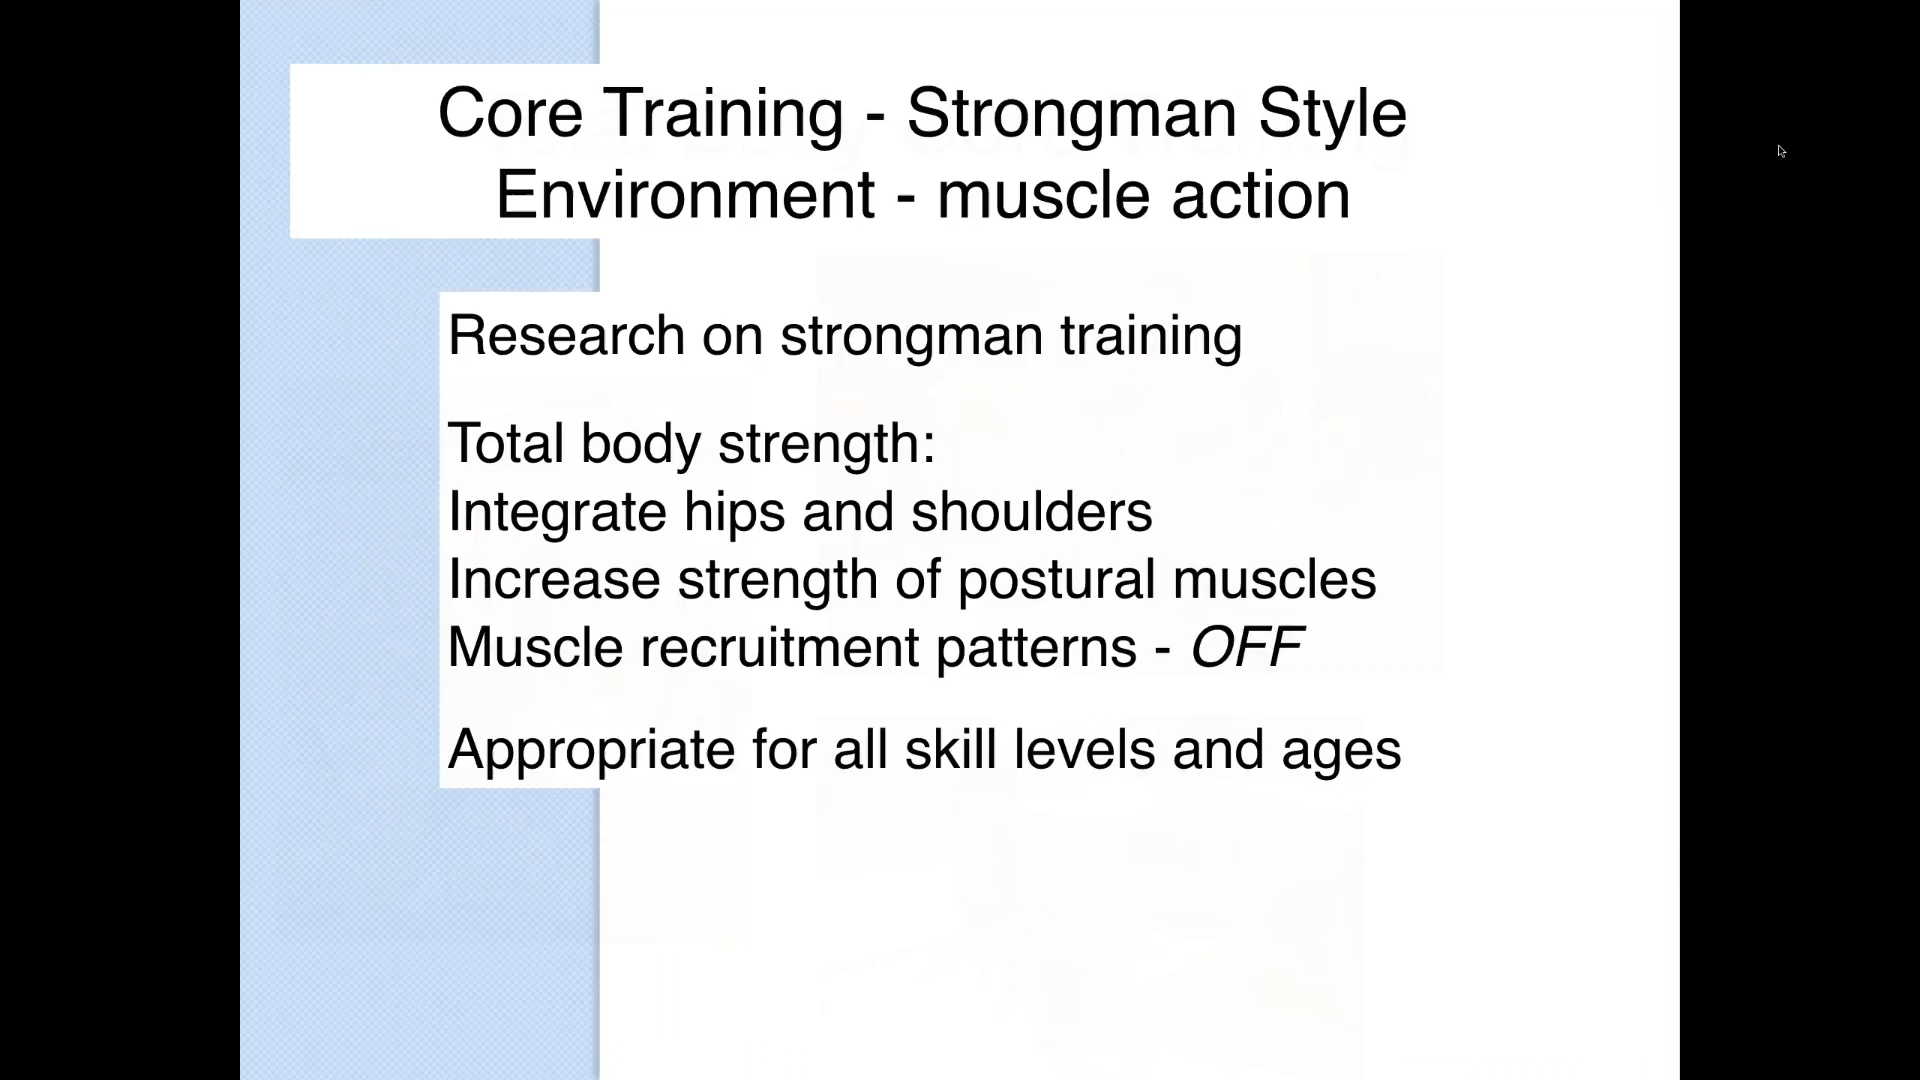 Core Training - Strongman Style
Environment - muscle action
Research on strongman training
Total body strength:
Integrate hips and shoulders
Increase strength of postural muscles
Muscle recruitment patterns - OFF
Appropriate for all skill levels and ages